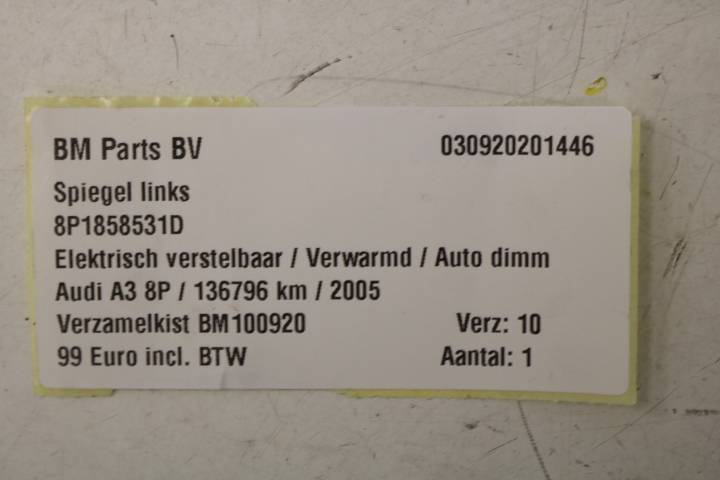 BM Parts BV 030920201446
Spiegel links
8P1858531D
Elektrisch verstelbaar / Verwarmd / Auto dimm
Audi A3 8P / 136796 km / 2005
Verzamelkist BM100920 Verz: 10
99 Euro incl. BTW Aantal: 1